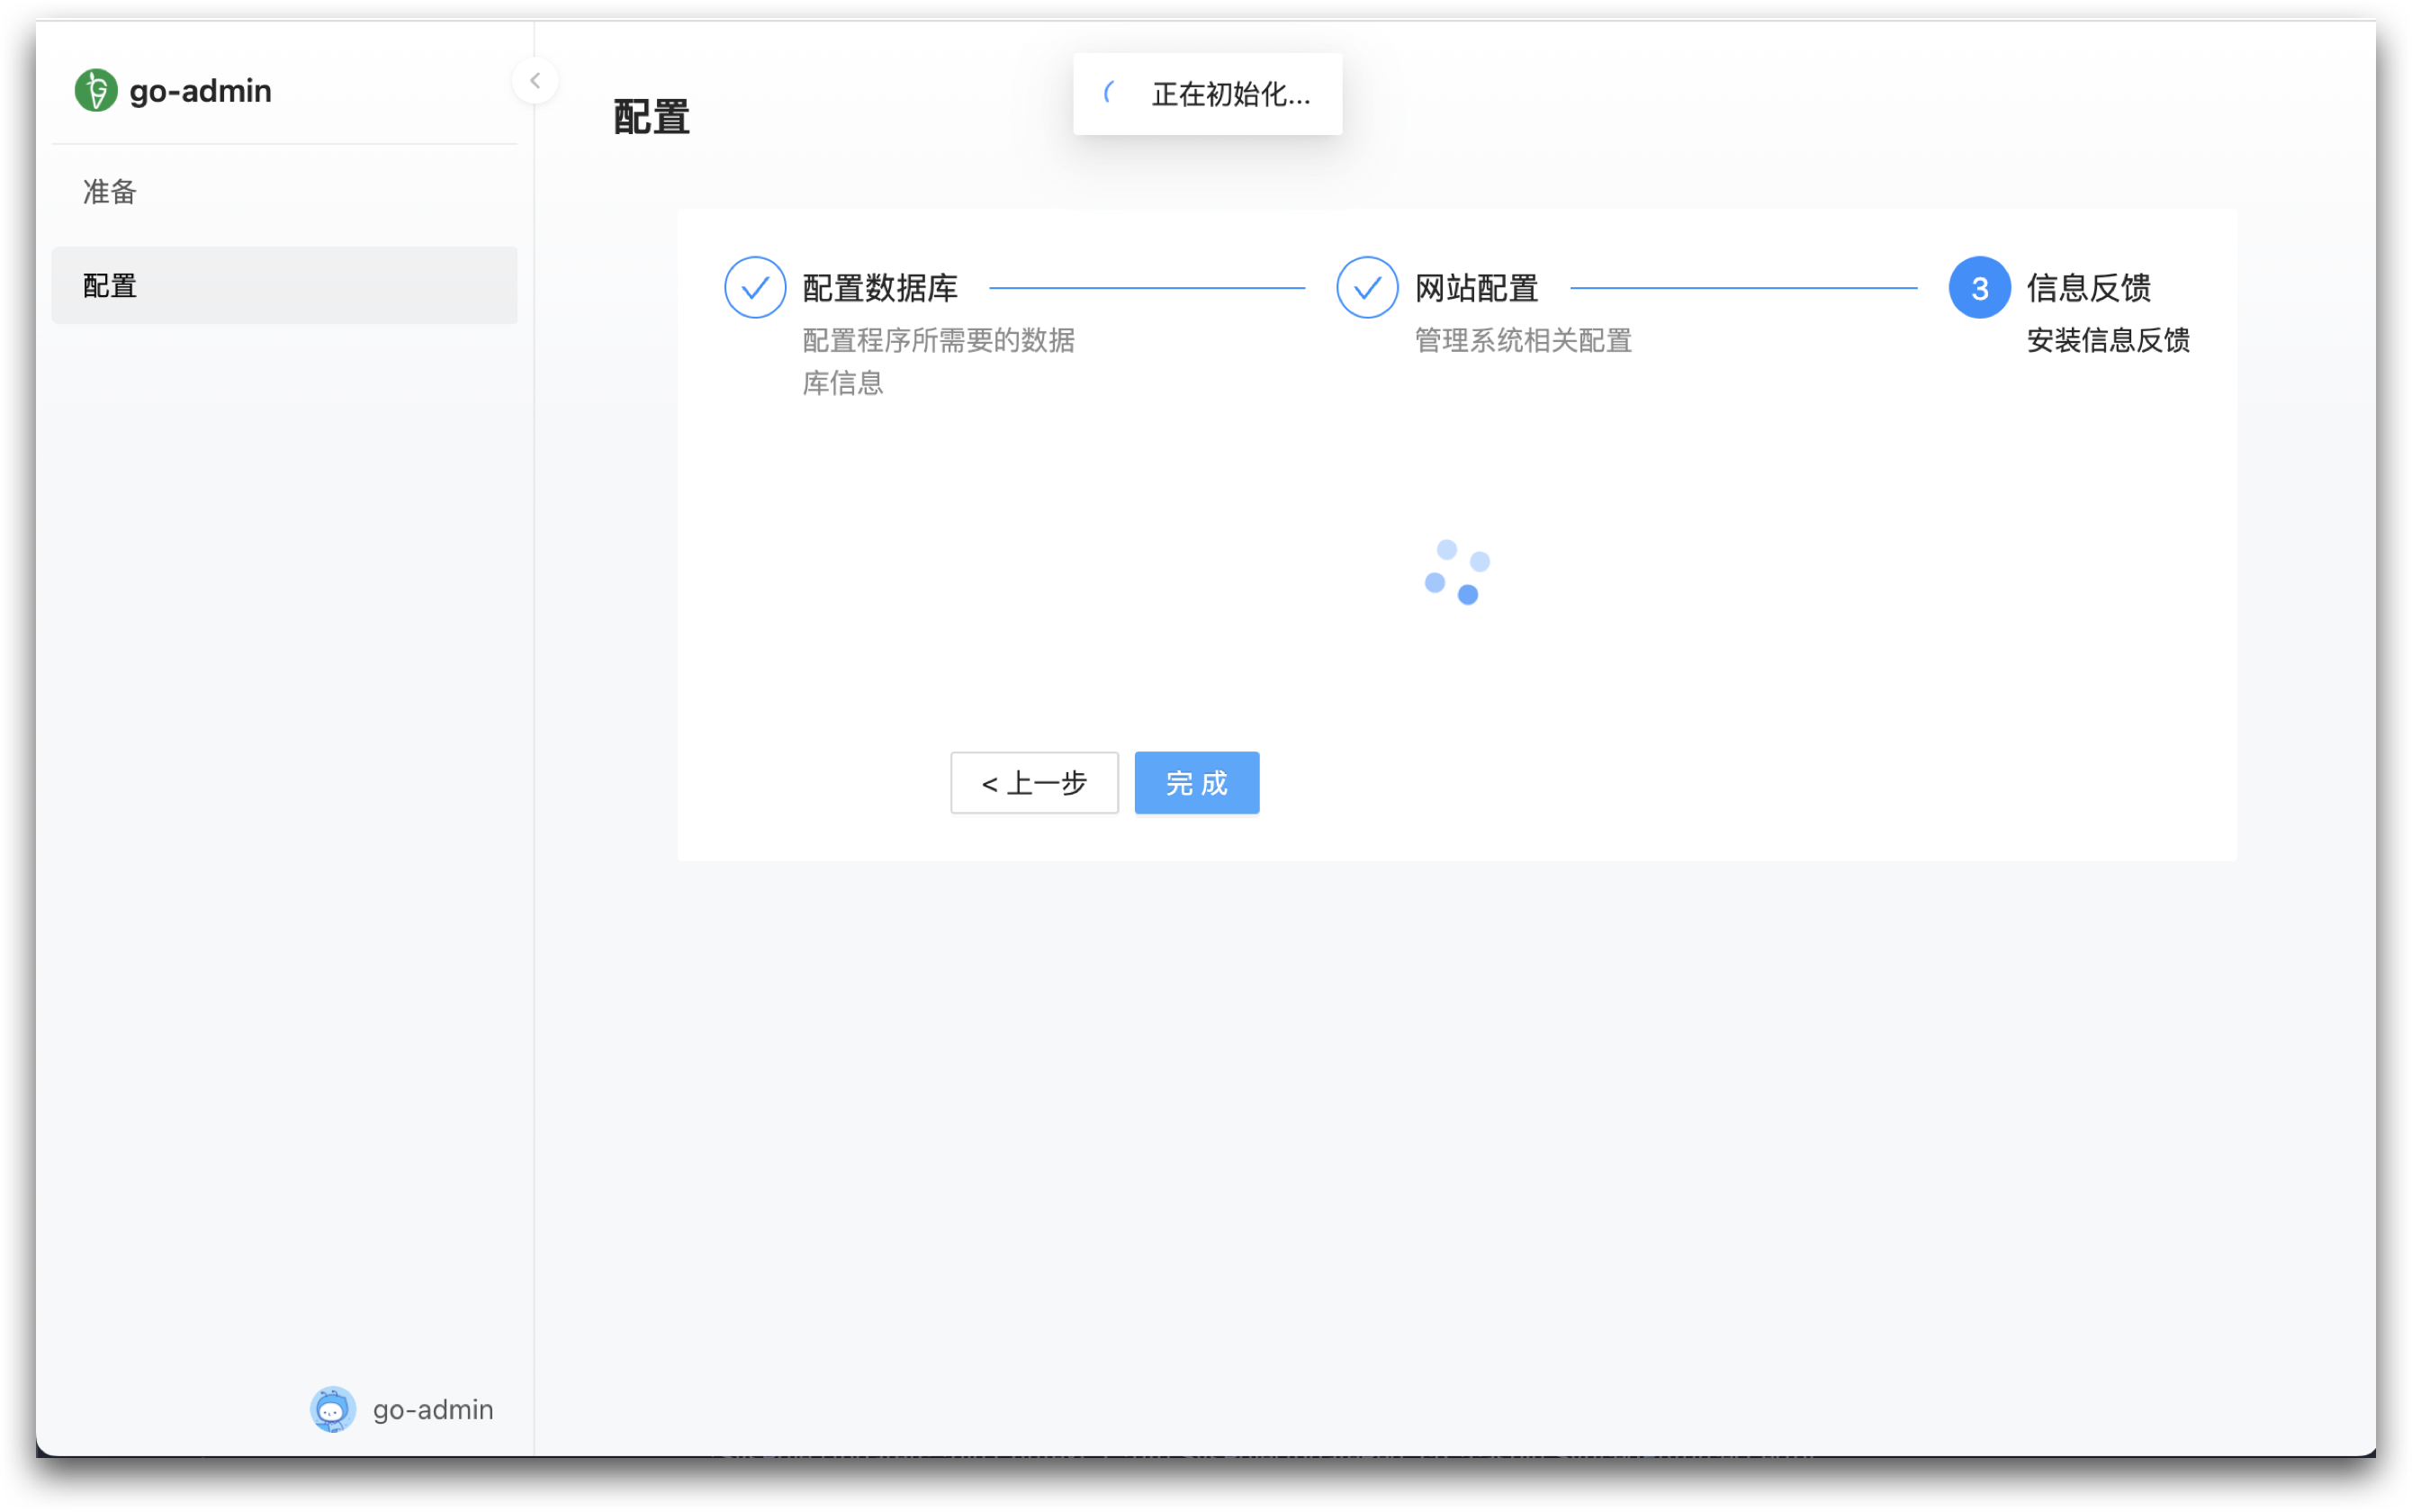 go-admin
准备
配置
配置
正在初始化...
配置数据库
配置程序所需要的数据
库信息
网站配置
管理系统相关配置
3
信息反馈
安装信息反馈
< 上一步
完 成
go-admin